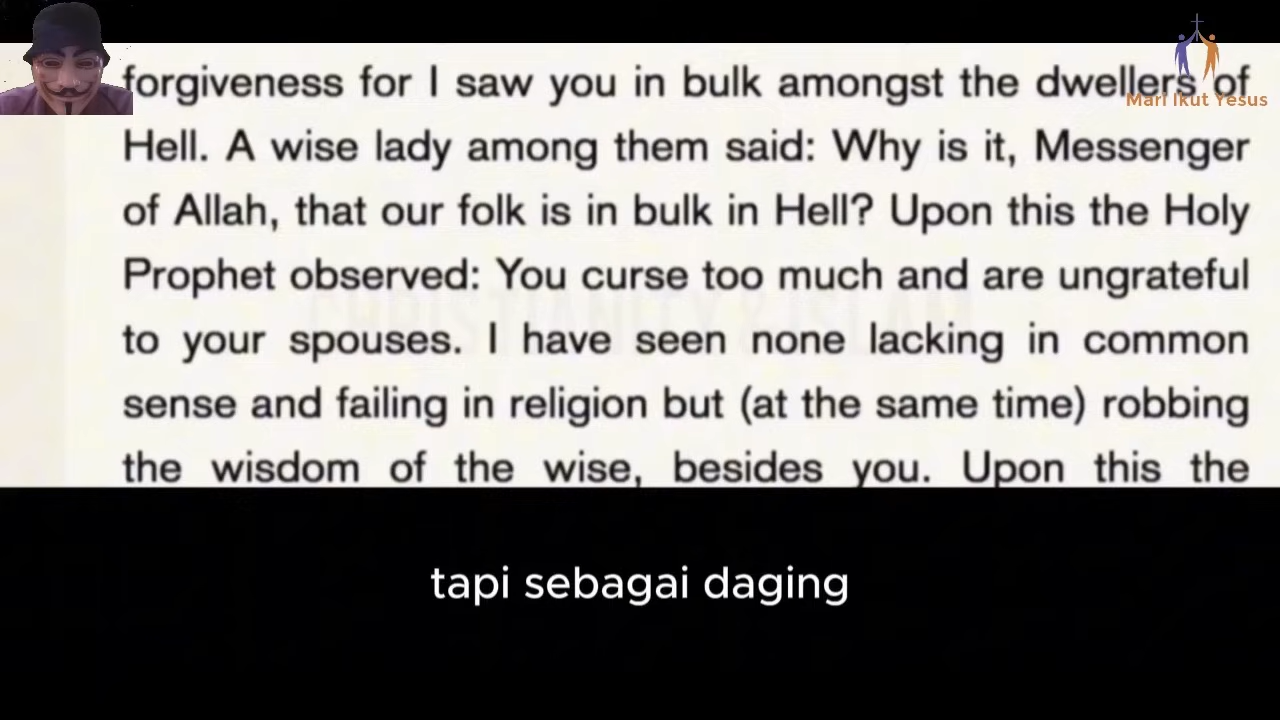 Mari Ikut Yesus
forgiveness for I saw you in bulk amongst the dwellers of
Hell. A wise lady among them said: Why is it, Messenger
of Allah, that our folk is in bulk in Hell? Upon this the Holy
Prophet observed: You curse too much and are ungrateful
to your spouses. I have seen none lacking in common
sense and failing in religion but (at the same time) robbing
the wisdom of the wise, besides you. Upon this the
CHRISTIANITY & ISLAM
tapi sebagai daging